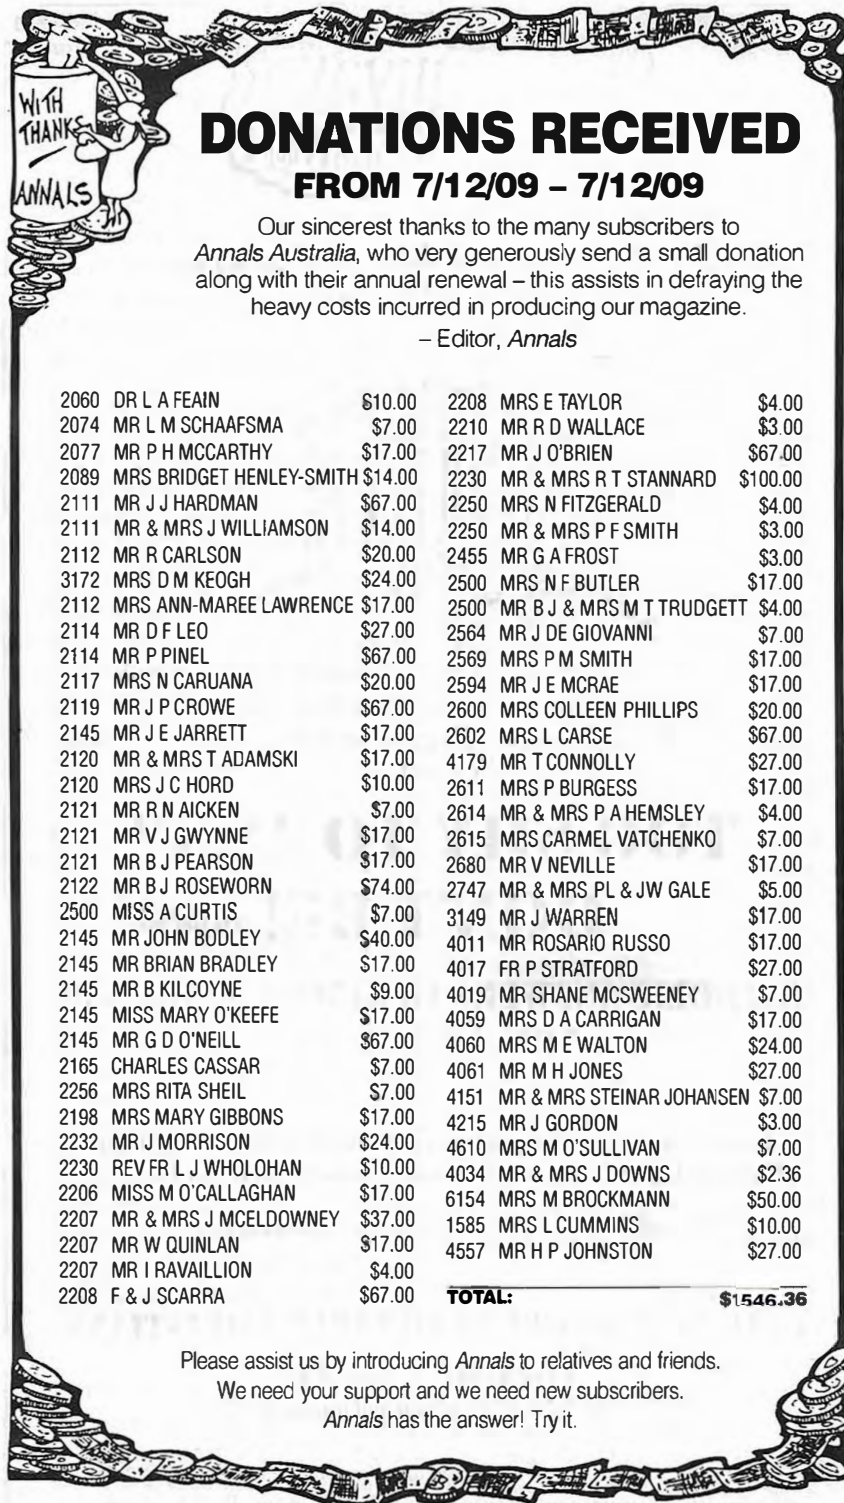 WITH
THANKS
ANNALS
DONATIONS RECEIVED
FROM 7/12/09 – 7/12/09
Our sincerest thanks to the many subscribers to
Annals Australia, who very generously send a small donation
along with their annual renewal – this assists in defraying the
heavy costs incurred in producing our magazine.
– Editor, Annals
2060 DR L A FEAIN $10.00
2074 MR L M SCHAAFSMA $7.00
2077 MR P H MCCARTHY $17.00
2089 MRS BRIDGET HENLEY-SMITH $14.00
2111 MR J J HARDMAN $67.00
2111 MR & MRS J WILLIAMSON $14.00
2112 MR R CARLSON $20.00
3172 MRS D M KEOGH $24.00
2112 MRS ANN-MAREE LAWRENCE $17.00
2114 MR D F LEO $27.00
2114 MR P PINEL $67.00
2117 MRS N CARUANA $20.00
2119 MR J P CROWE $67.00
2145 MR J E JARRETT $17.00
2120 MR & MRS T ADAMSKI $17.00
2120 MRS J C HORD $10.00
2121 MR R N AICKEN $7.00
2121 MR V J GWYNNE $17.00
2121 MR B J PEARSON $17.00
2122 MR B J ROSEWORN $74.00
2500 MISS A CURTIS $7.00
2145 MR JOHN BODLEY $40.00
2145 MR BRIAN BRADLEY $17.00
2145 MR B KILCOYNE $9.00
2145 MISS MARY O'KEEFE $17.00
2145 MR G D O'NEILL $67.00
2165 CHARLES CASSAR $7.00
2256 MRS RITA SHEIL $7.00
2198 MRS MARY GIBBONS $17.00
2232 MR J MORRISON $24.00
2230 REV FR L J WHOLOHAN $10.00
2206 MISS M O'CALLAGHAN $17.00
2207 MR & MRS J MCELDOWNEY $37.00
2207 MR W QUINLAN $17.00
2207 MR I RAVAILLION $4.00
2208 F & J SCARRA $67.00
2208 MRS E TAYLOR $4.00
2210 MR R D WALLACE $3.00
2217 MR J O'BRIEN $67.00
2230 MR & MRS R T STANNARD $100.00
2250 MRS N FITZGERALD $4.00
2250 MR & MRS P F SMITH $3.00
2455 MR G A FROST $3.00
2500 MRS N F BUTLER $17.00
2500 MR B J & MRS M T TRUDGETT $4.00
2564 MR J DE GIOVANNI $7.00
2569 MRS P M SMITH $17.00
2594 MR J E MCRAE $17.00
2600 MRS COLLEEN PHILLIPS $20.00
2602 MRS L CARSE $67.00
4179 MR T CONNOLLY $27.00
2611 MRS P BURGESS $17.00
2614 MR & MRS P A HEMSLEY $4.00
2615 MRS CARMEL VATCHENKO $7.00
2680 MR V NEVILLE $17.00
2747 MR & MRS PL & JW GALE $5.00
3149 MR J WARREN $17.00
4011 MR ROSARIO RUSSO $17.00
4017 FR P STRATFORD $27.00
4019 MR SHANE MCSWEENEY $7.00
4059 MRS D A CARRIGAN $17.00
4060 MRS M E WALTON $24.00
4061 MR M H JONES $27.00
4151 MR & MRS STEINAR JOHANSEN $7.00
4215 MR J GORDON $3.00
4610 MRS M O'SULLIVAN $7.00
4034 MR & MRS J DOWNS $2.36
6154 MRS M BROCKMANN $50.00
1585 MRS L CUMMINS $10.00
4557 MR H P JOHNSTON $27.00
TOTAL: $1546.36
Please assist us by introducing Annals to relatives and friends.
We need your support and we need new subscribers.
Annals has the answer! Try it.